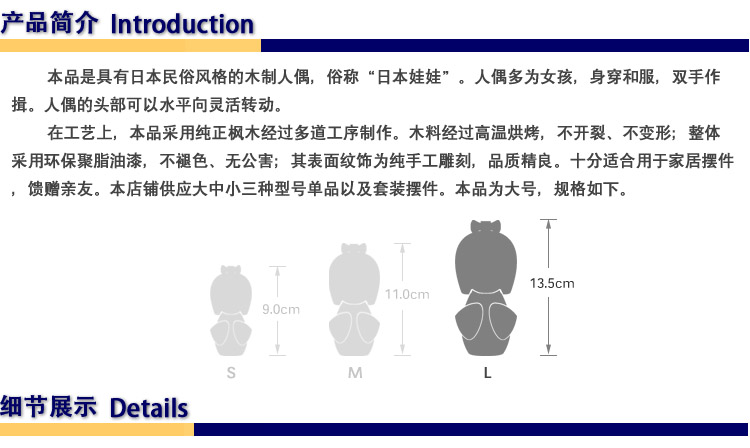 产品简介 Introduction
本品是具有日本民俗风格的木制人偶，俗称“日本娃娃”。人偶多为女孩，身穿和服，双手作
揖。人偶的头部可以水平向灵活转动。
在工艺上，本品采用纯正枫木经过多道工序制作。木料经过高温烘烤，不开裂、不变形；整体
采用环保聚脂油漆，不褪色、无公害；其表面纹饰为纯手工雕刻，品质精良。十分适合用于家居摆件
，馈赠亲友。本店铺供应大中小三种型号单品以及套装摆件。本品为大号，规格如下。
9.0cm
11.0cm
13.5cm
S
M
L
细节展示 Details